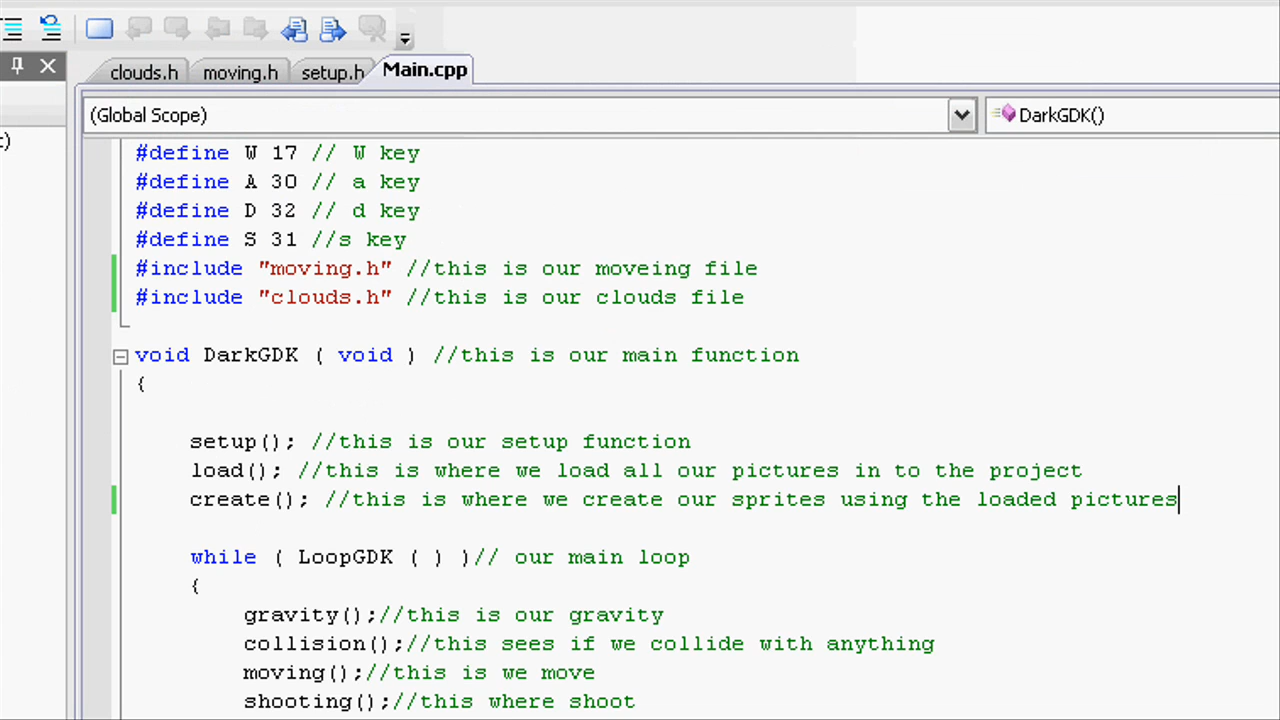 clouds.h moving.h setup.h Main.cpp
(Global Scope) DarkGDK()
#define W 17 // W key
#define A 30 // a key
#define D 32 // d key
#define S 31 //s key
#include "moving.h" //this is our moveing file
#include "clouds.h" //this is our clouds file
void DarkGDK ( void ) //this is our main function
{
setup(); //this is our setup function
load(); //this is where we load all our pictures in to the project
create(); //this is where we create our sprites using the loaded pictures
while ( LoopGDK ( ) )// our main loop
{
gravity();//this is our gravity
collision();//this sees if we collide with anything
moving();//this is we move
shooting();//this where shoot